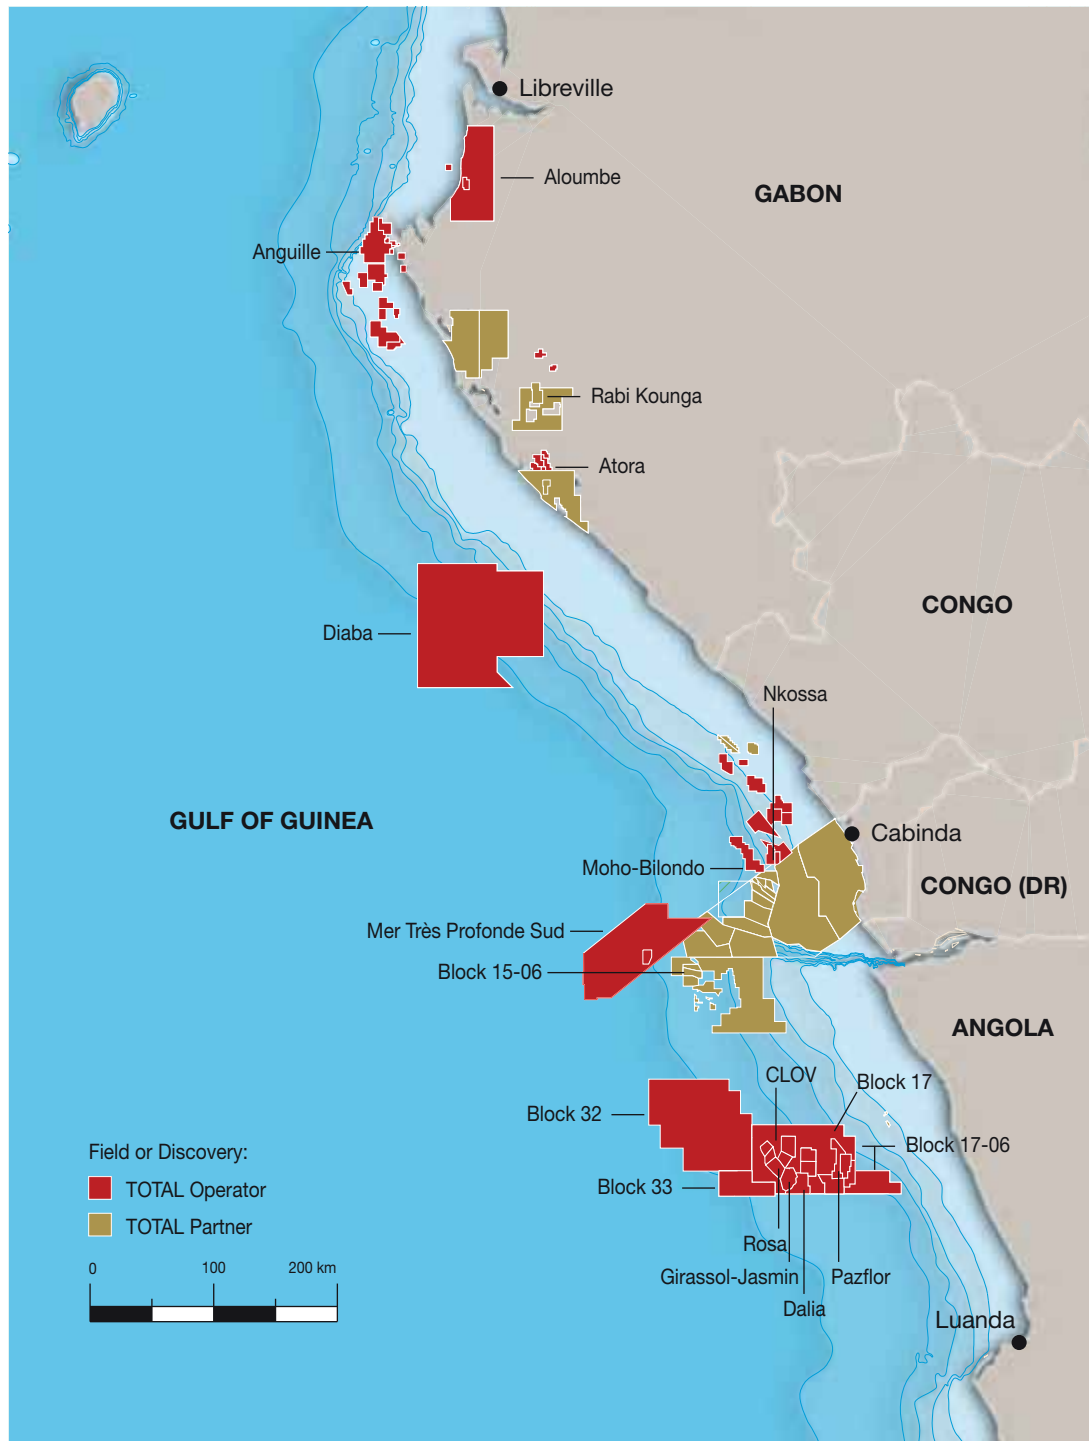 Libreville
Aloumbe
GABON
Anguille
Rabi Kounga
Atora
CONGO
Diaba
Nkossa
GULF OF GUINEA
Cabinda
Moho-Bilondo
CONGO (DR)
Mer Très Profonde Sud
Block 15-06
ANGOLA
CLOV
Block 17
Block 32
Block 17-06
Field or Discovery:
Block 33
TOTAL Operator
TOTAL Partner
Rosa
Girassol-Jasmin
Pazflor
0 100 200 km
Dalia
Luanda